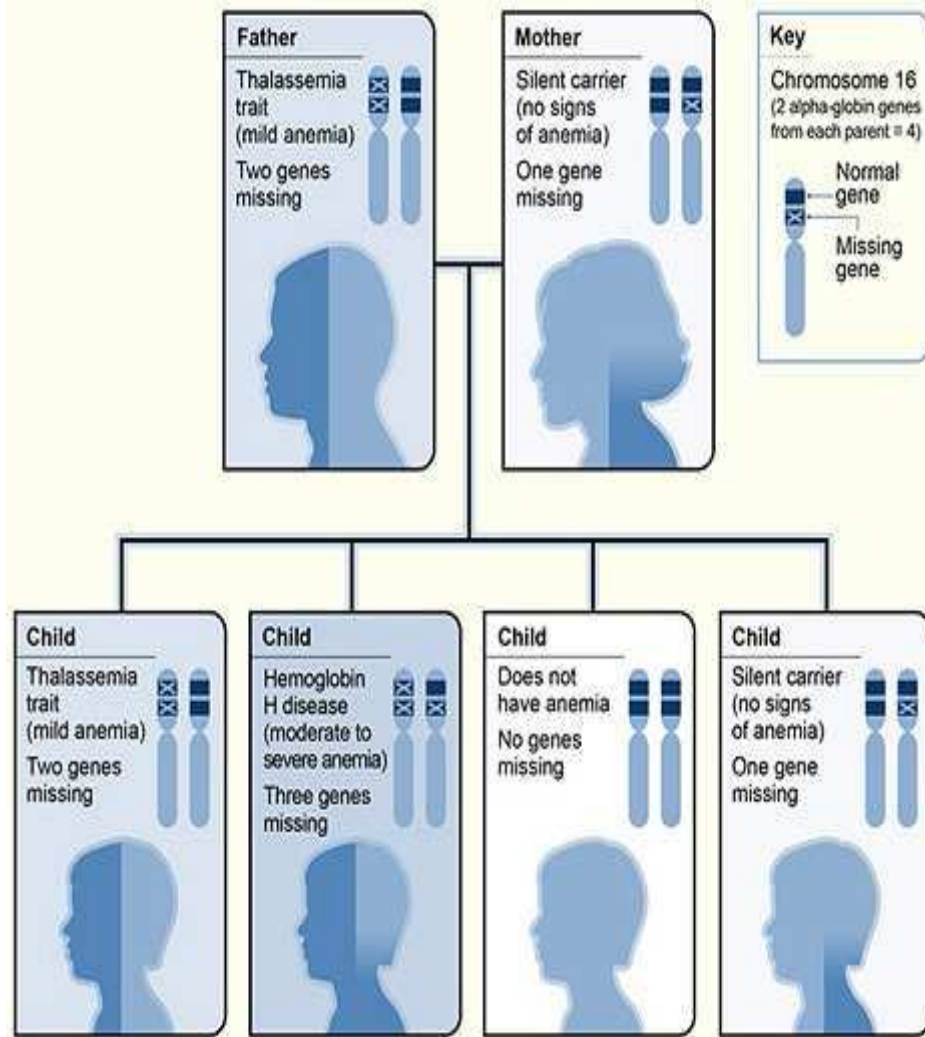 Father
Thalassemia
trait
(mild anemia)
Two genes
missing
Mother
Silent carrier
(no signs
of anemia)
One gene
missing
Key
Chromosome 16
(2 alpha-globin genes
from each parent = 4)
Normal
gene
Missing
gene
Child
Thalassemia
trait
(mild anemia)
Two genes
missing
Child
Hemoglobin
H disease
(moderate to
severe anemia)
Three genes
missing
Child
Does not
have anemia
No genes
missing
Child
Silent carrier
(no signs
of anemia)
One gene
missing